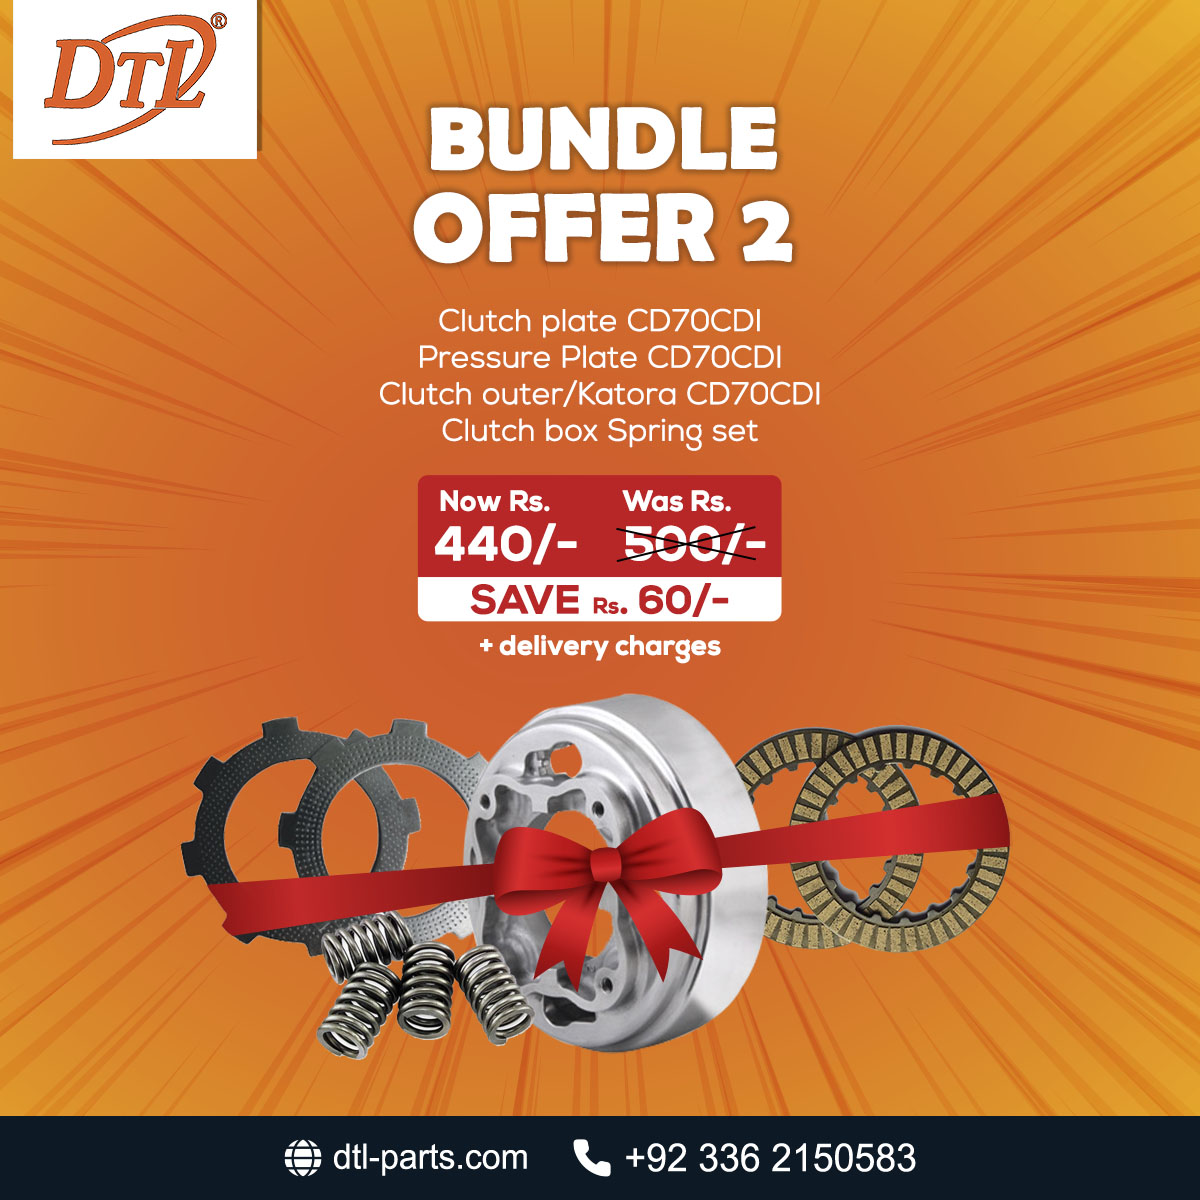 DTL®
BUNDLE
OFFER 2
Clutch plate CD70CDI
Pressure Plate CD70CDI
Clutch outer/Katora CD70CDI
Clutch box Spring set
Now Rs. Was Rs.
440/- 500/-
SAVE Rs. 60/-
+ delivery charges
dtl-parts.com +92 336 2150583